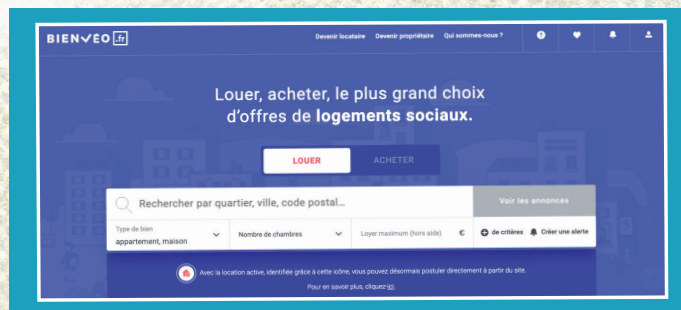 BIENVÉO.fr
Devenir locataire Devenir propriétaire Qui sommes-nous ?
Louer, acheter, le plus grand choix
d'offres de logements sociaux.
LOUER ACHETER
Rechercher par quartier, ville, code postal... Voir les annonces
Type de bien
appartement, maison Nombre de chambres Loyer maximum (hors aide) € de critères Créer une alerte
Avec la location active, identifiée grâce à cette icône, vous pouvez désormais postuler directement à partir du site.
Pour en savoir plus, cliquez ici.